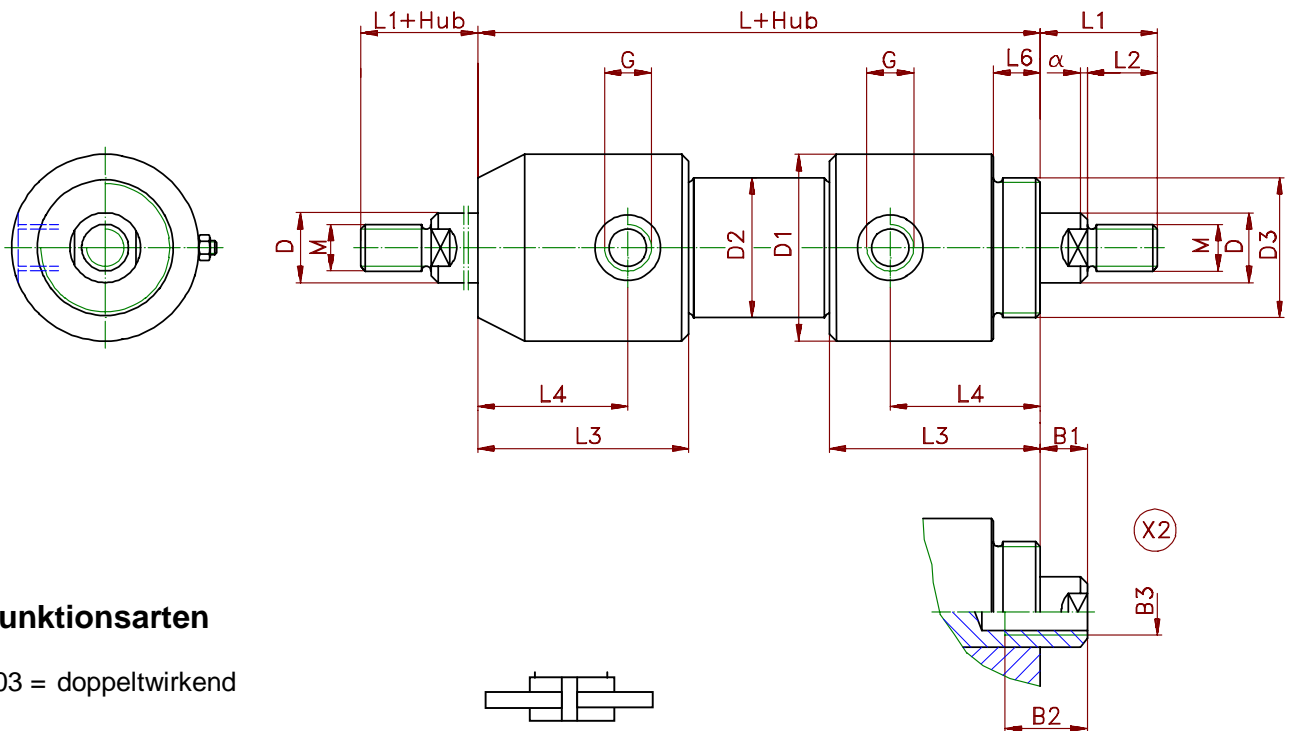 L1+Hub
L+Hub
L1
G
G
L6
α
L2
D
M
D2
D1
M
D
D3
L4
L4
L3
L3
B1
X2
B3
B2
unktionsarten
03 = doppeltwirkend